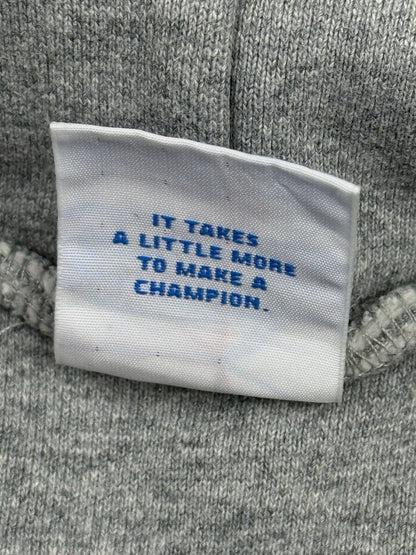 IT TAKES
A LITTLE MORE
TO MAKE A
CHAMPION.